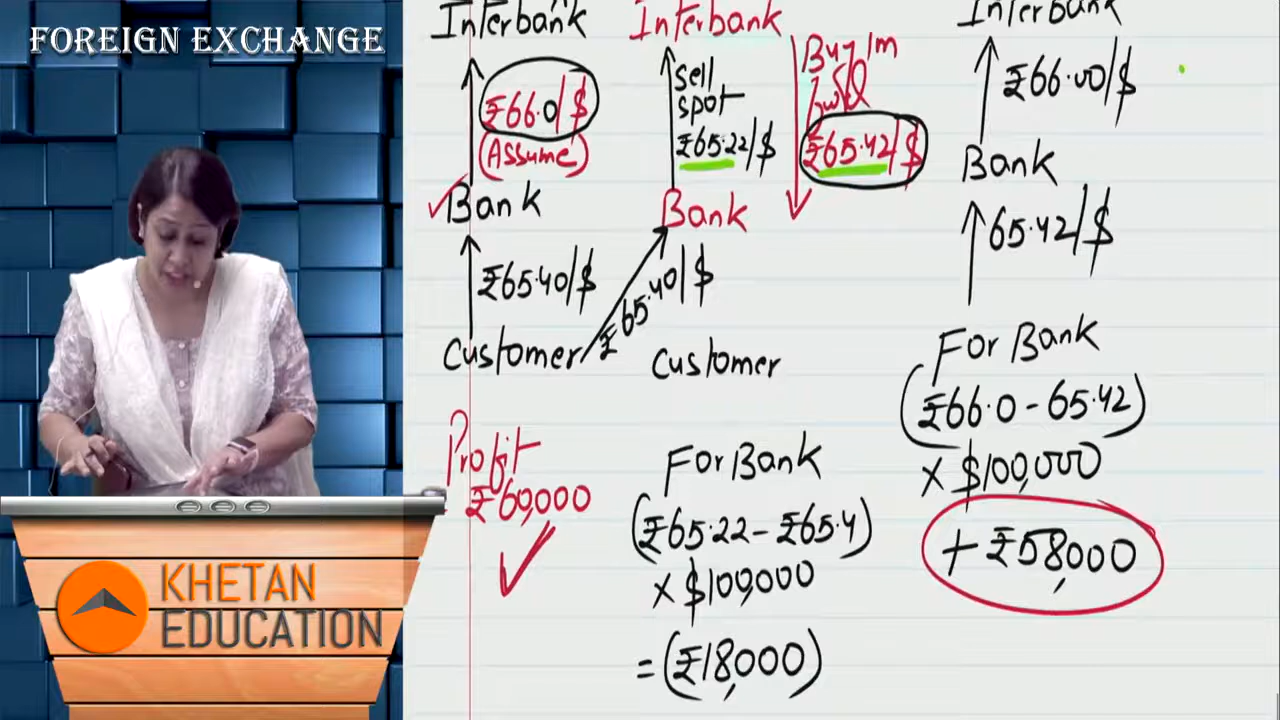 FOREIGN EXCHANGE
KHETAN
EDUCATION
Interbank
₹66.0/$
(Assume)
Bank
₹65.40/$
Customer
Profit
₹60,000
Interbank
sell
spot
₹65.22/$
Buy 1m
₹65.42/$
Bank
₹65.40/$
Customer
For Bank
(₹65.22 - ₹65.4)
× $100,000
= (₹18,000)
Interbank
₹66.00/$
Bank
65.42/$
For Bank
(₹66.0 - 65.42)
× $100,000
+ ₹58,000